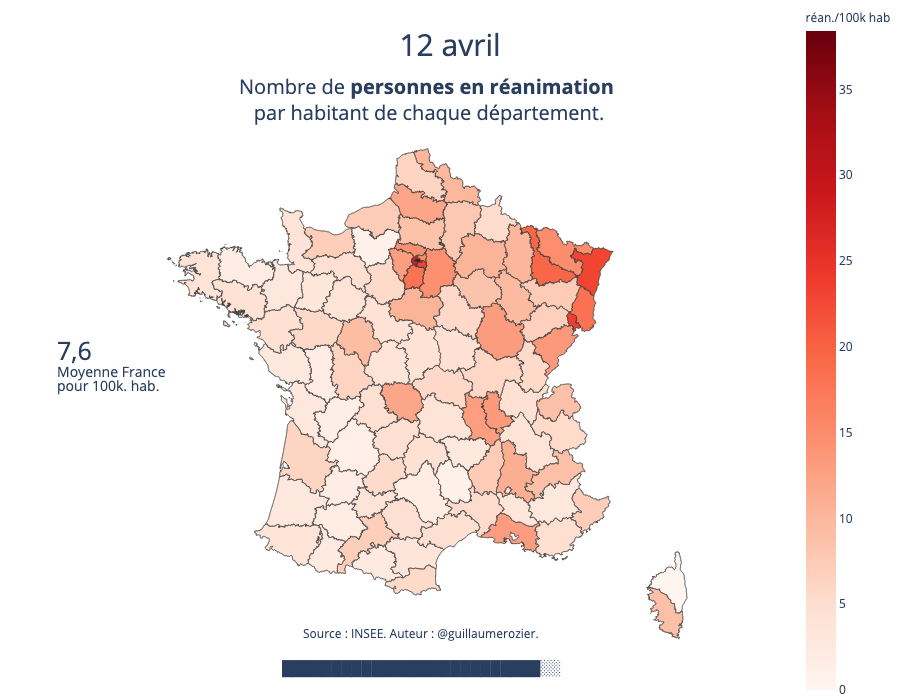 réan./100k hab
12 avril
Nombre de personnes en réanimation
par habitant de chaque département.
35
30
25
20
15
10
5
0
7,6
Moyenne France
pour 100k. hab.
Source : INSEE. Auteur : @guillaumerozier.